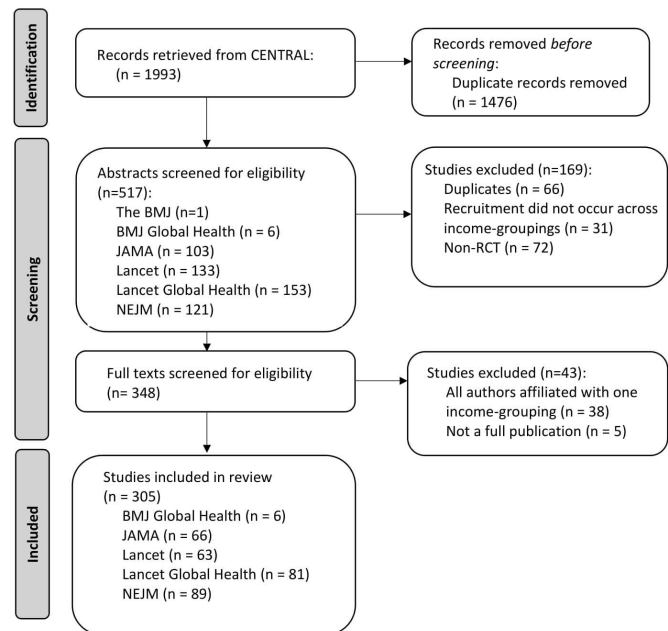 Identification
Records retrieved from CENTRAL:
(n = 1993)
Records removed before
screening:
Duplicate records removed
(n = 1476)
Screening
Abstracts screened for eligibility
(n=517):
The BMJ (n=1)
BMJ Global Health (n = 6)
JAMA (n = 103)
Lancet (n = 133)
Lancet Global Health (n = 153)
NEJM (n = 121)
Studies excluded (n=169):
Duplicates (n = 66)
Recruitment did not occur across
income-groupings (n = 31)
Non-RCT (n = 72)
Full texts screened for eligibility
(n = 348)
Studies excluded (n=43):
All authors affiliated with one
income-grouping (n = 38)
Not a full publication (n = 5)
Included
Studies included in review
(n = 305)
BMJ Global Health (n = 6)
JAMA (n = 66)
Lancet (n = 63)
Lancet Global Health (n = 81)
NEJM (n = 89)